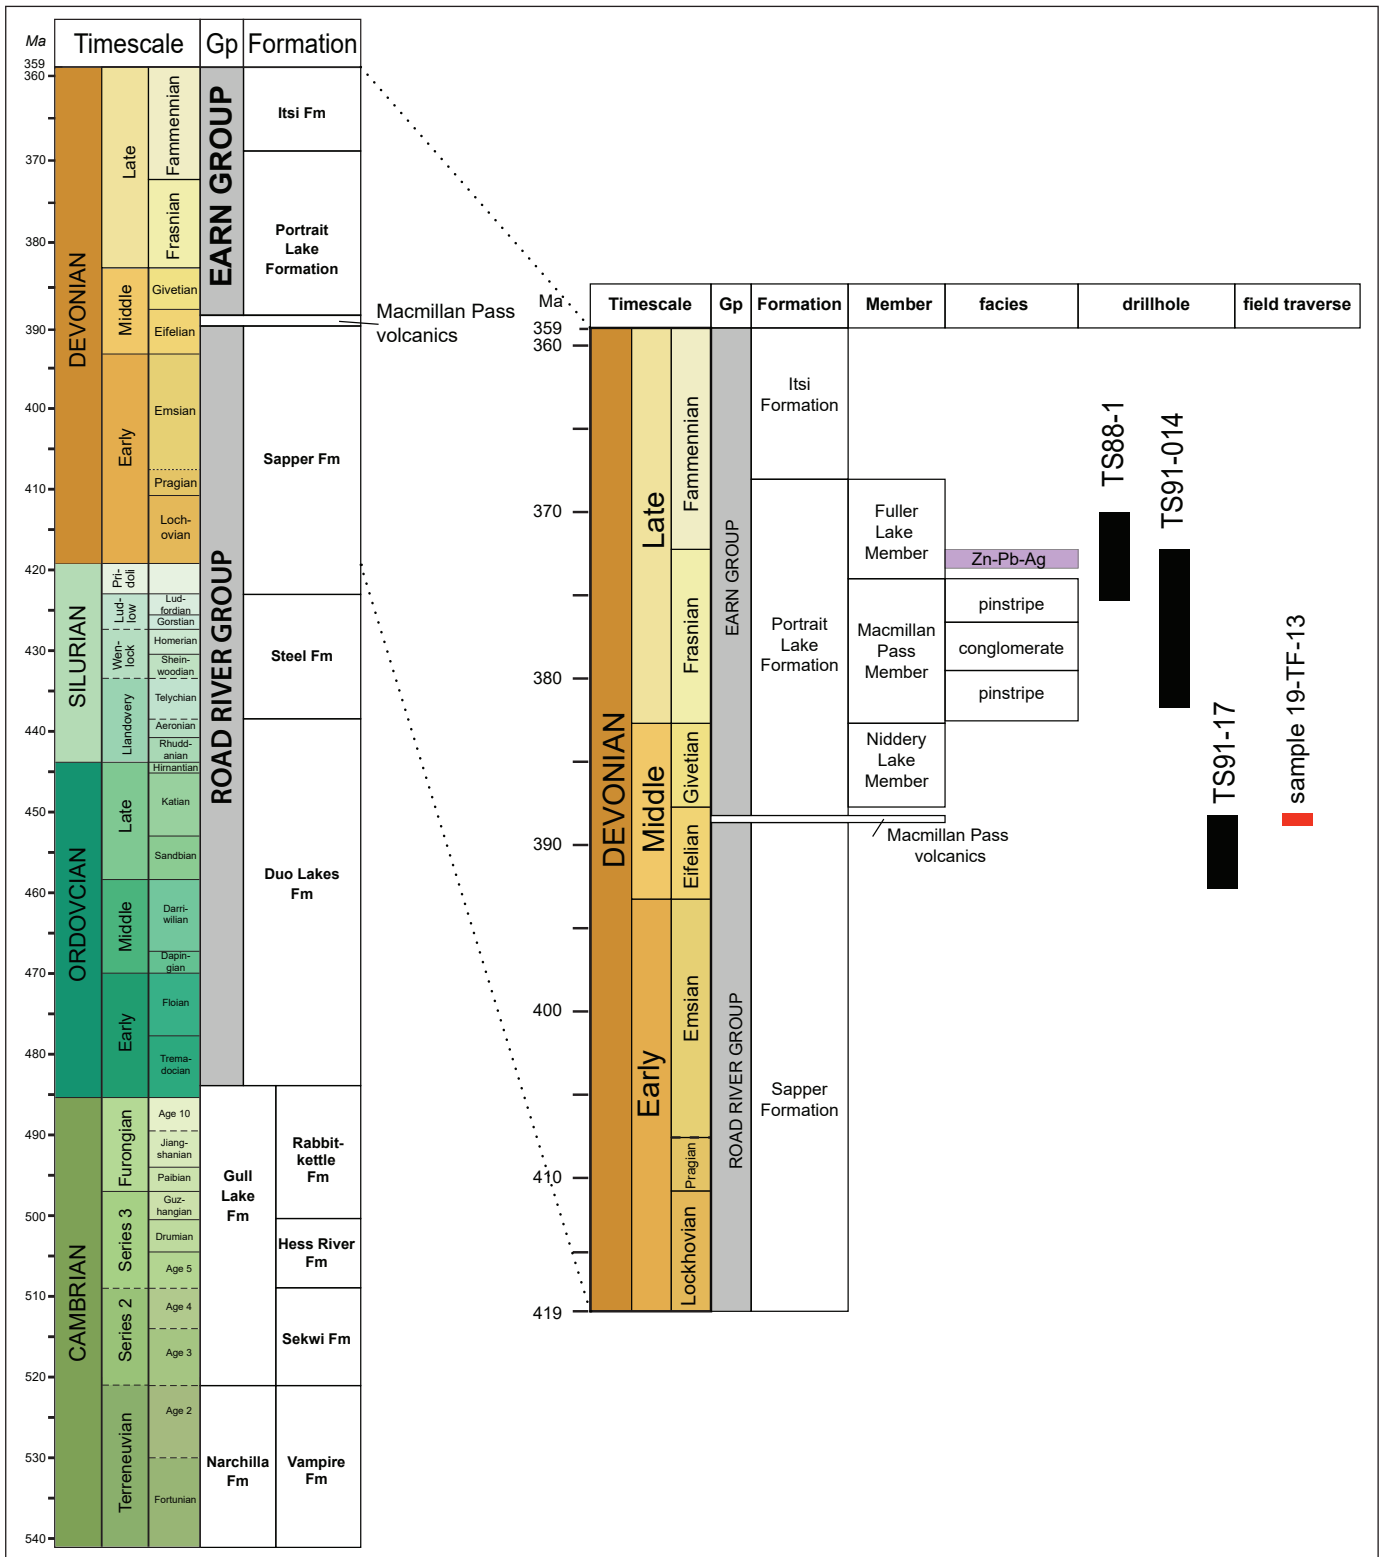 Ma
Timescale
Gp
Formation
359
360
370
380
390
400
410
420
430
440
450
460
470
480
490
500
510
520
530
540
DEVONIAN
SILURIAN
ORDOVCIAN
CAMBRIAN
Late
Middle
Early
Pri-
doli
Lud-
low
Wen-
lock
Llandovery
Late
Middle
Early
Furongian
Series 3
Series 2
Terreneuvian
Fammennian
Frasnian
Givetian
Eifelian
Emsian
Pragian
Loch-
ovian
Lud-
fordian
Gorstian
Homerian
Shein-
woodian
Telychian
Aeronian
Rhudd-
anian
Hirnantian
Katian
Sandbian
Darri-
wilian
Dapin-
gian
Floian
Trema-
docian
Age 10
Jiang-
shanian
Paibian
Guz-
hangian
Drumian
Age 5
Age 4
Age 3
Age 2
Fortunian
EARN GROUP
ROAD RIVER GROUP
Itsi Fm
Portrait
Lake
Formation
Macmillan Pass
volcanics
Sapper Fm
Steel Fm
Duo Lakes
Fm
Gull
Lake
Fm
Rabbit-
kettle
Fm
Hess River
Fm
Sekwi Fm
Narchilla
Fm
Vampire
Fm
Ma
Timescale
Gp
Formation
Member
facies
drillhole
field traverse
359
360
370
380
390
400
410
419
DEVONIAN
Late
Middle
Early
Fammennian
Frasnian
Givetian
Eifelian
Emsian
Pragian
Lockhovian
EARN GROUP
ROAD RIVER GROUP
Itsi
Formation
Portrait
Lake
Formation
Sapper
Formation
Fuller
Lake
Member
Macmillan
Pass
Member
Niddery
Lake
Member
Macmillan Pass
volcanics
Zn-Pb-Ag
pinstripe
conglomerate
pinstripe
TS88-1
TS91-014
TS91-17
sample 19-TF-13